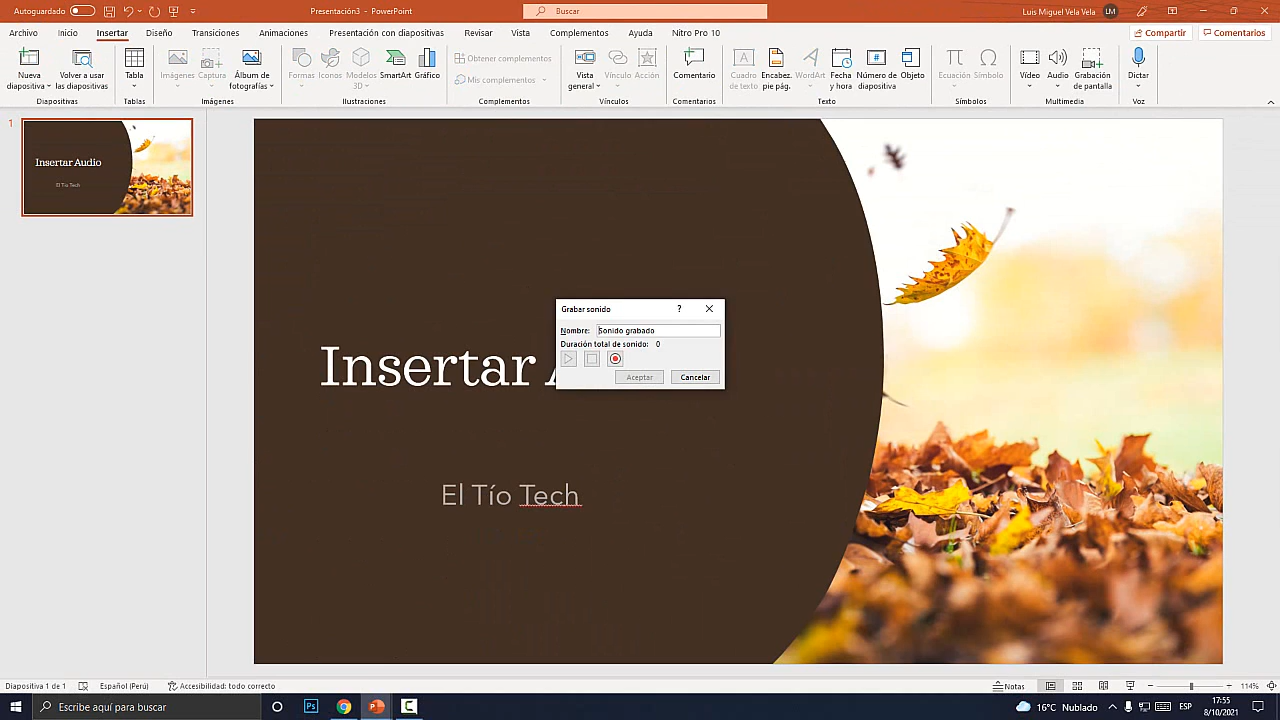 Autoguardado
Presentación3 - PowerPoint
Buscar
Luis Miguel Vela Vela
LM
Archivo Inicio Insertar Diseño Transiciones Animaciones Presentación con diapositivas Revisar Vista Complementos Ayuda Nitro Pro 10
Compartir Comentarios
Nueva diapositiva
Volver a usar las diapositivas
Diapositivas
Tabla
Tablas
Imágenes
Captura
Álbum de fotografías
Imágenes
Formas
Iconos
Modelos 3D
SmartArt
Gráfico
Ilustraciones
Obtener complementos
Mis complementos
Complementos
Vista general
Vínculo
Acción
Vínculos
Comentario
Comentarios
Cuadro de texto
Encabez. pie pág.
WordArt
Fecha y hora
Número de diapositiva
Objeto
Texto
Ecuación
Símbolo
Símbolos
Vídeo
Audio
Grabación de pantalla
Multimedia
Dictar
Voz
1
Insertar Audio
El Tío Tech
Insertar A
El Tío Tech
Grabar sonido
?
Nombre: Sonido grabado
Duración total de sonido: 0
Aceptar Cancelar
Diapositiva 1 de 1
Español (Perú)
Accesibilidad: todo correcto
Notas
114%
Escribe aquí para buscar
Ps
16°C Nublado
ESP
17:55
8/10/2021